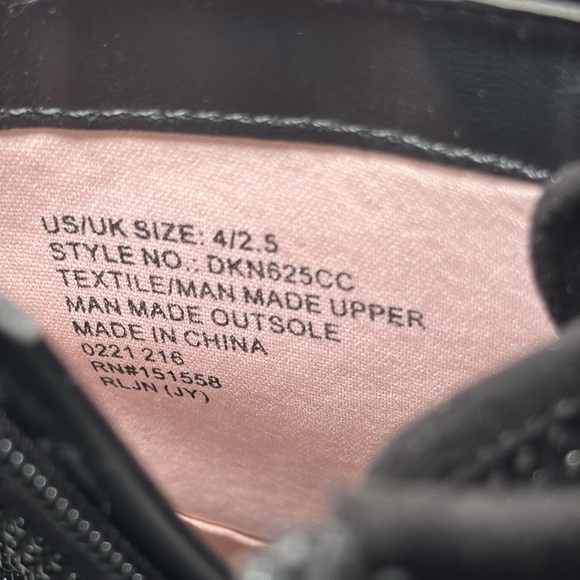 US/UK SIZE: 4/2.5
STYLE NO.: DKN625CC
TEXTILE/MAN MADE UPPER
MAN MADE OUTSOLE
MADE IN CHINA
0221 216
RN#151558
RLJN (JY)